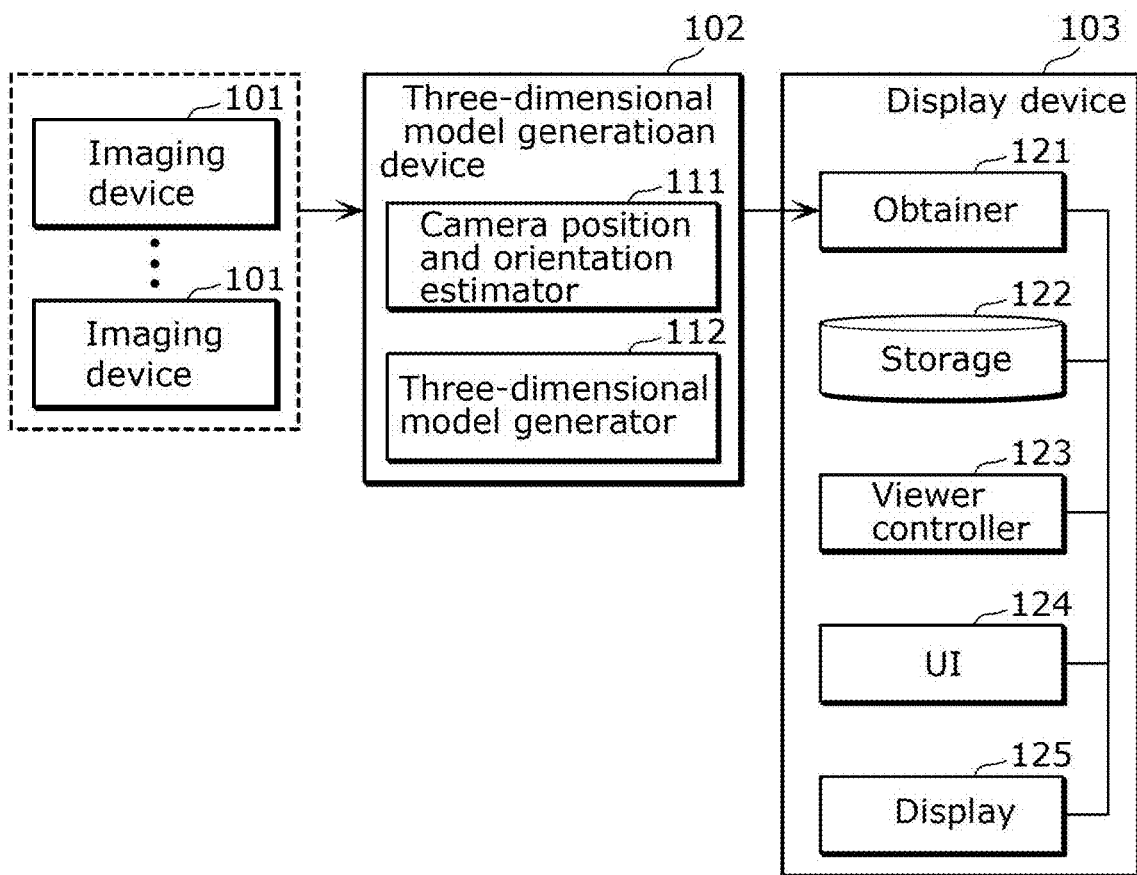 101
Imaging
device
101
Imaging
device
102
Three-dimensional
model generatioan
device
111
Camera position
and orientation
estimator
112
Three-dimensional
model generator
103
Display device
121
Obtainer
122
Storage
123
Viewer
controller
124
UI
125
Display